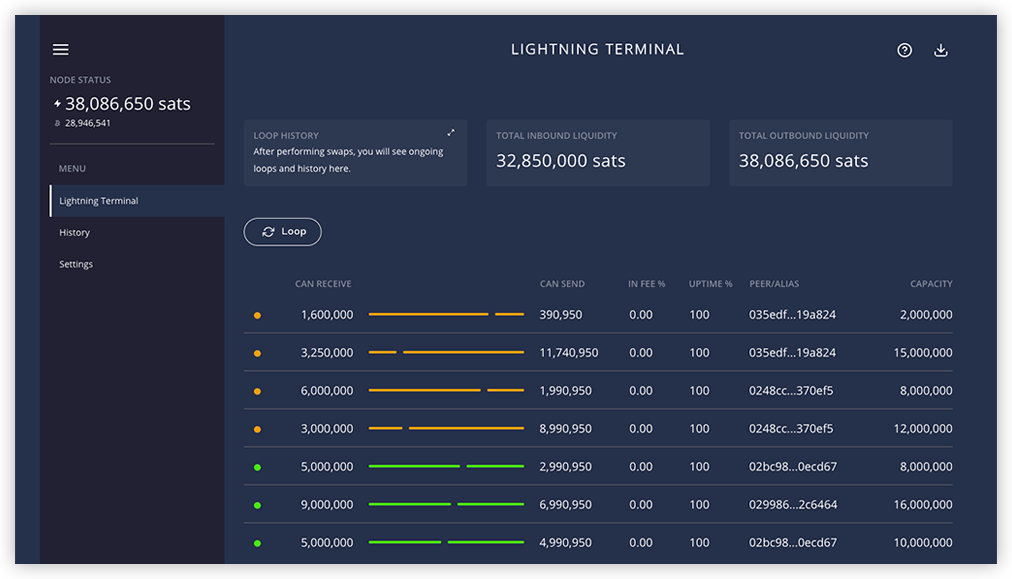 LIGHTNING TERMINAL
NODE STATUS
38,086,650 sats
28,946,541
MENU
Lightning Terminal
History
Settings
LOOP HISTORY
After performing swaps, you will see ongoing
loops and history here.
TOTAL INBOUND LIQUIDITY
32,850,000 sats
TOTAL OUTBOUND LIQUIDITY
38,086,650 sats
Loop
CAN RECEIVE CAN SEND IN FEE % UPTIME % PEER/ALIAS CAPACITY
1,600,000 390,950 0.00 100 035edf...19a824 2,000,000
3,250,000 11,740,950 0.00 100 035edf...19a824 15,000,000
6,000,000 1,990,950 0.00 100 0248cc...370ef5 8,000,000
3,000,000 8,990,950 0.00 100 0248cc...370ef5 12,000,000
5,000,000 2,990,950 0.00 100 02bc98...0ecd67 8,000,000
9,000,000 6,990,950 0.00 100 029986...2c6464 16,000,000
5,000,000 4,990,950 0.00 100 02bc98...0ecd67 10,000,000